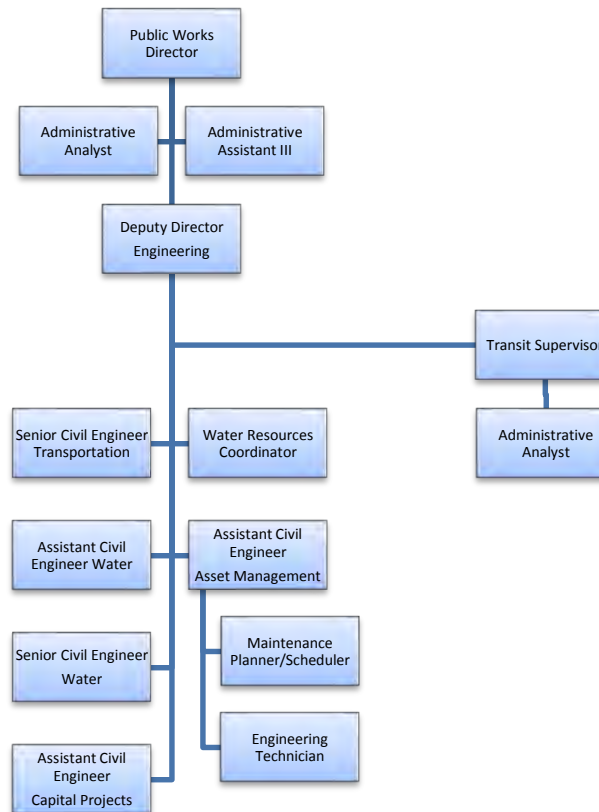 Public Works
Director
Administrative
Analyst
Administrative
Assistant III
Deputy Director
Engineering
Transit Supervisor
Senior Civil Engineer
Transportation
Water Resources
Coordinator
Administrative
Analyst
Assistant Civil
Engineer Water
Assistant Civil
Engineer
Asset Management
Senior Civil Engineer
Water
Maintenance
Planner/Scheduler
Assistant Civil
Engineer
Capital Projects
Engineering
Technician